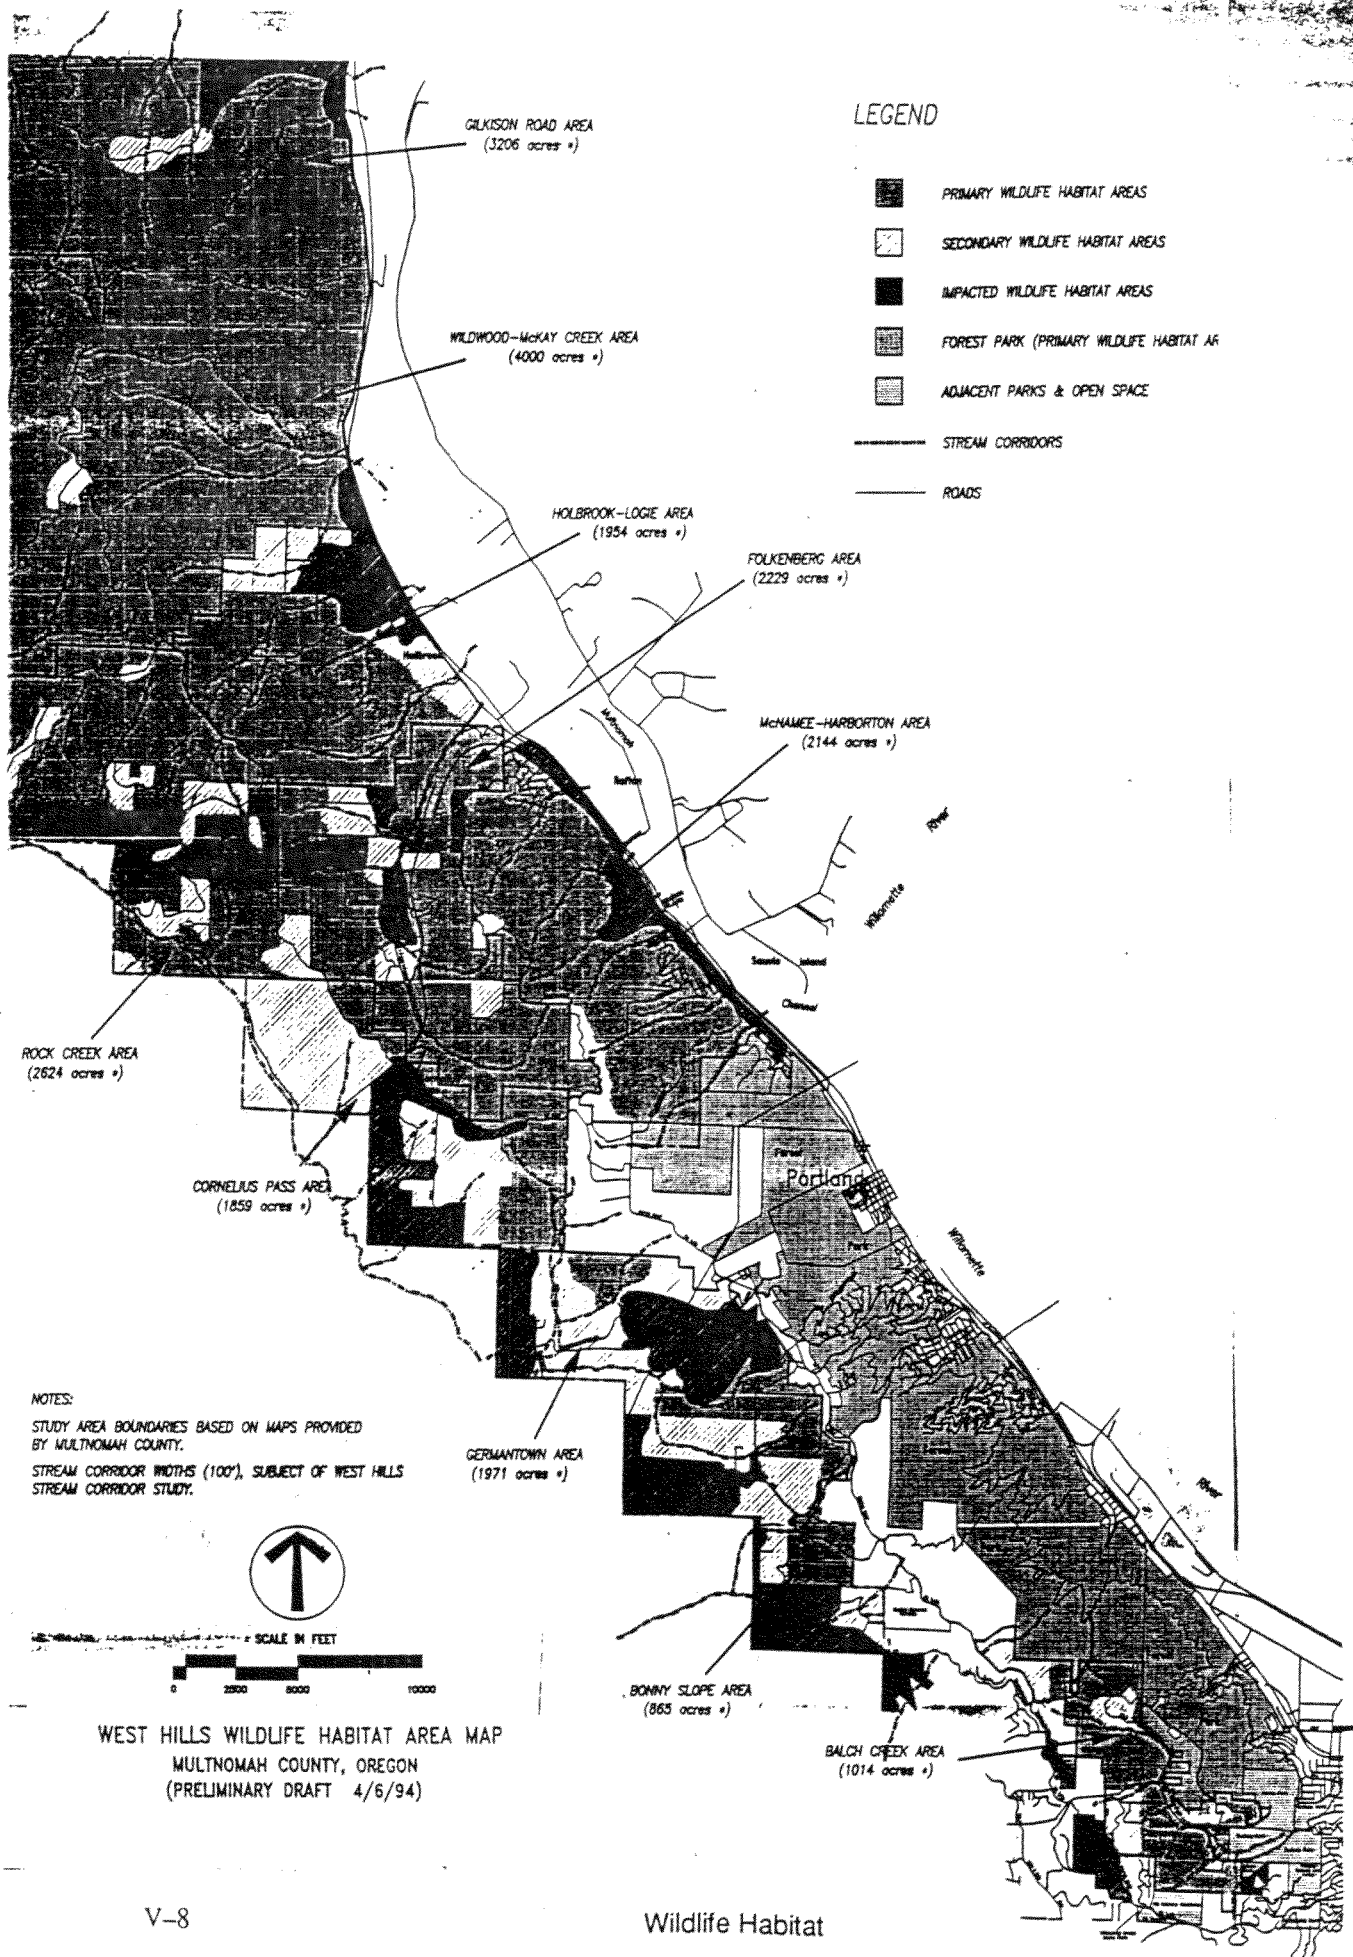 LEGEND
PRIMARY WILDLIFE HABITAT AREAS
SECONDARY WILDLIFE HABITAT AREAS
IMPACTED WILDLIFE HABITAT AREAS
FOREST PARK (PRIMARY WILDLIFE HABITAT AR
ADJACENT PARKS & OPEN SPACE
STREAM CORRIDORS
ROADS
GILKISON ROAD AREA
(3206 acres *)
WILDWOOD-McKAY CREEK AREA
(4000 acres *)
HOLBROOK-LOGIE AREA
(1954 acres *)
FOLKENBERG AREA
(2229 acres *)
Holbrook
McNAMEE-HARBORTON AREA
(2144 acres *)
Multnomah
River
Willamette
Sauvie Island
Channel
ROCK CREEK AREA
(2624 acres *)
Forest
Portland
Park
CORNELIUS PASS AREA
(1859 acres *)
Willamette
River
GERMANTOWN AREA
(1971 acres *)
NOTES:
STUDY AREA BOUNDARIES BASED ON MAPS PROVIDED
BY MULTNOMAH COUNTY.
STREAM CORRIDOR WIDTHS (100'), SUBJECT OF WEST HILLS
STREAM CORRIDOR STUDY.
SCALE IN FEET
0 2500 5000 10000
BONNY SLOPE AREA
(865 acres *)
BALCH CREEK AREA
(1014 acres *)
WEST HILLS WILDLIFE HABITAT AREA MAP
MULTNOMAH COUNTY, OREGON
(PRELIMINARY DRAFT 4/6/94)
V-8
Wildlife Habitat